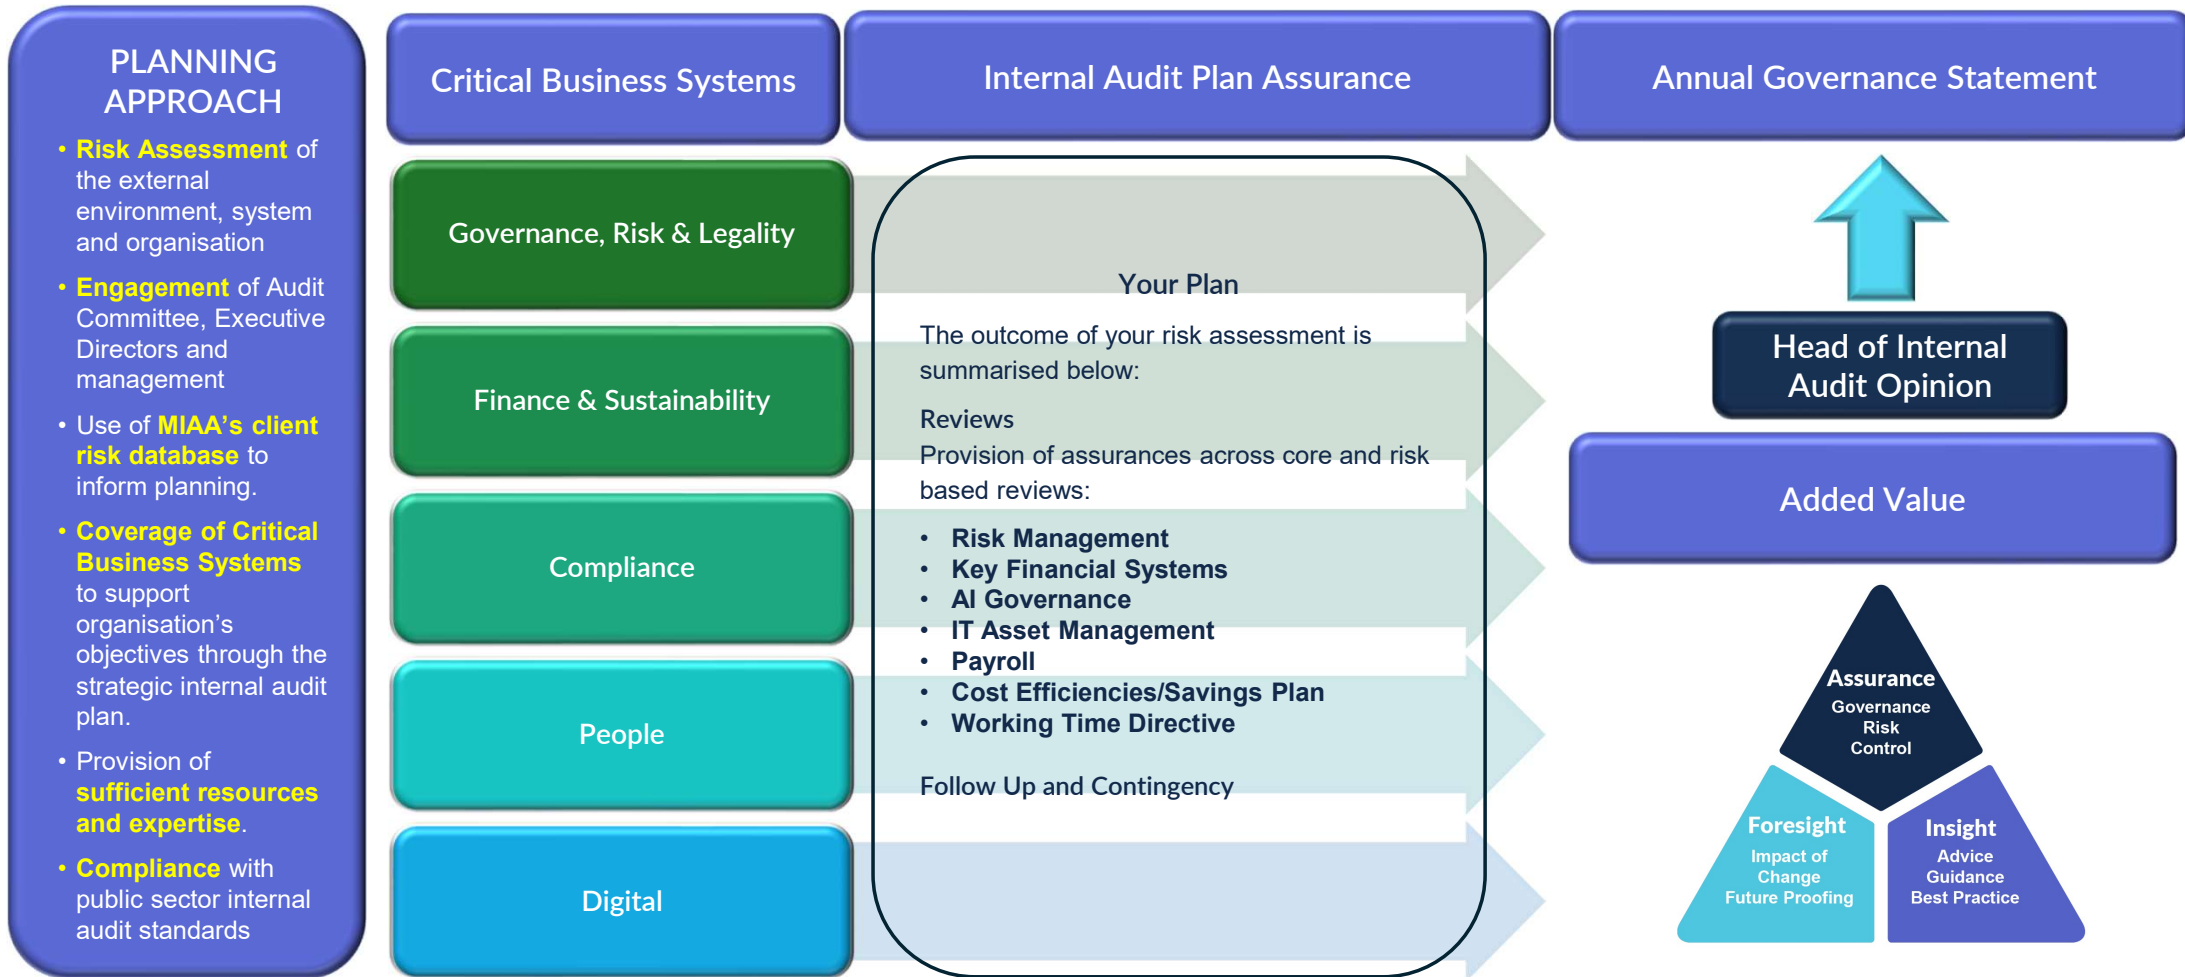 PLANNING
APPROACH
• Risk Assessment of
the external
environment, system
and organisation
• Engagement of Audit
Committee, Executive
Directors and
management
• Use of MIAA’s client
risk database to
inform planning.
• Coverage of Critical
Business Systems
to support
organisation’s
objectives through the
strategic internal audit
plan.
• Provision of
sufficient resources
and expertise.
• Compliance with
public sector internal
audit standards
Critical Business Systems
Governance, Risk & Legality
Finance & Sustainability
Compliance
People
Digital
Internal Audit Plan Assurance
Your Plan
The outcome of your risk assessment is
summarised below:
Reviews
Provision of assurances across core and risk
based reviews:
• Risk Management
• Key Financial Systems
• AI Governance
• IT Asset Management
• Payroll
• Cost Efficiencies/Savings Plan
• Working Time Directive
Follow Up and Contingency
Annual Governance Statement
Head of Internal
Audit Opinion
Added Value
Assurance
Governance
Risk
Control
Foresight
Impact of
Change
Future Proofing
Insight
Advice
Guidance
Best Practice